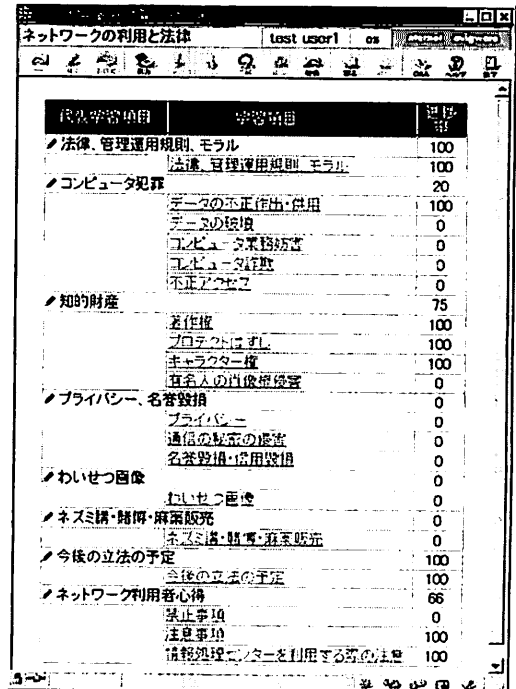 ネットワークの利用と法律 test user1
学習項目
法律、管理運用規則、モラル 100
法律、管理運用規則、モラル 100
コンピュータ犯罪 20
データの不正作出・供用 100
データの毀損 0
コンピュータ業務妨害 0
コンピュータ詐欺 0
不正アクセス 0
知的財産 75
著作権 100
プロテクトはずし 100
キャラクター権 100
有名人の肖像権侵害 0
プライバシー、名誉毀損 0
プライバシー 0
通信の秘密の侵害 0
名誉毀損・信用毀損 0
わいせつ画像 0
わいせつ画像 0
ネズミ講・賭博・麻薬販売 0
ネズミ講・賭博・麻薬販売 0
今後の立法の予定 100
今後の立法の予定 100
ネットワーク利用者心得 66
禁止事項 0
注意事項 100
情報処理センターを利用する際の注意 100